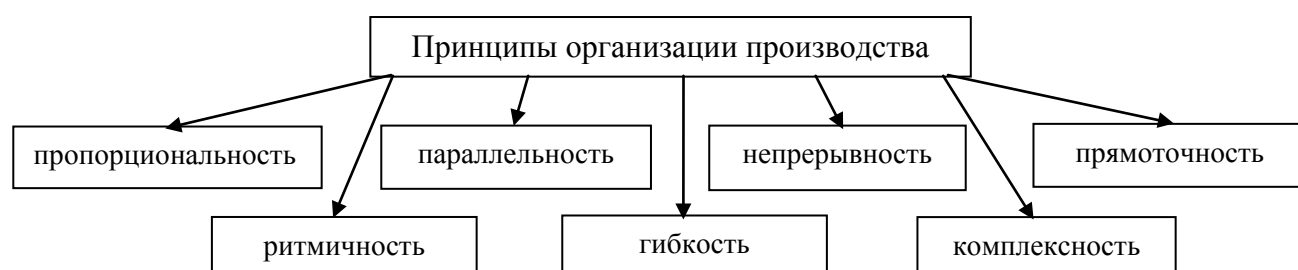 Принципы организации производства
пропорциональность
параллельность
непрерывность
прямоточность
ритмичность
гибкость
комплексность